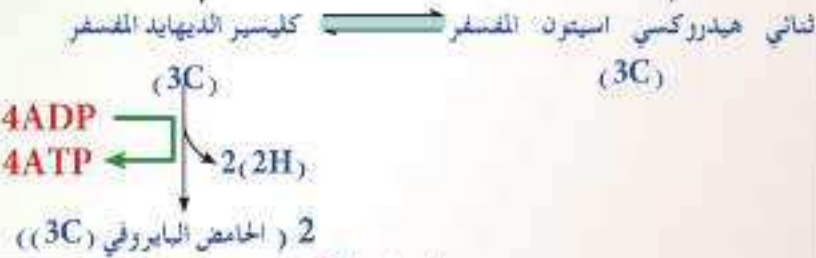 ثنائي هيدروكسي اسيتون المفسفر كليسير الديهايد المفسفر
(3C) (3C)
4ADP
4ATP 2(2H)
2 ( الحامض البايروفي (3C))